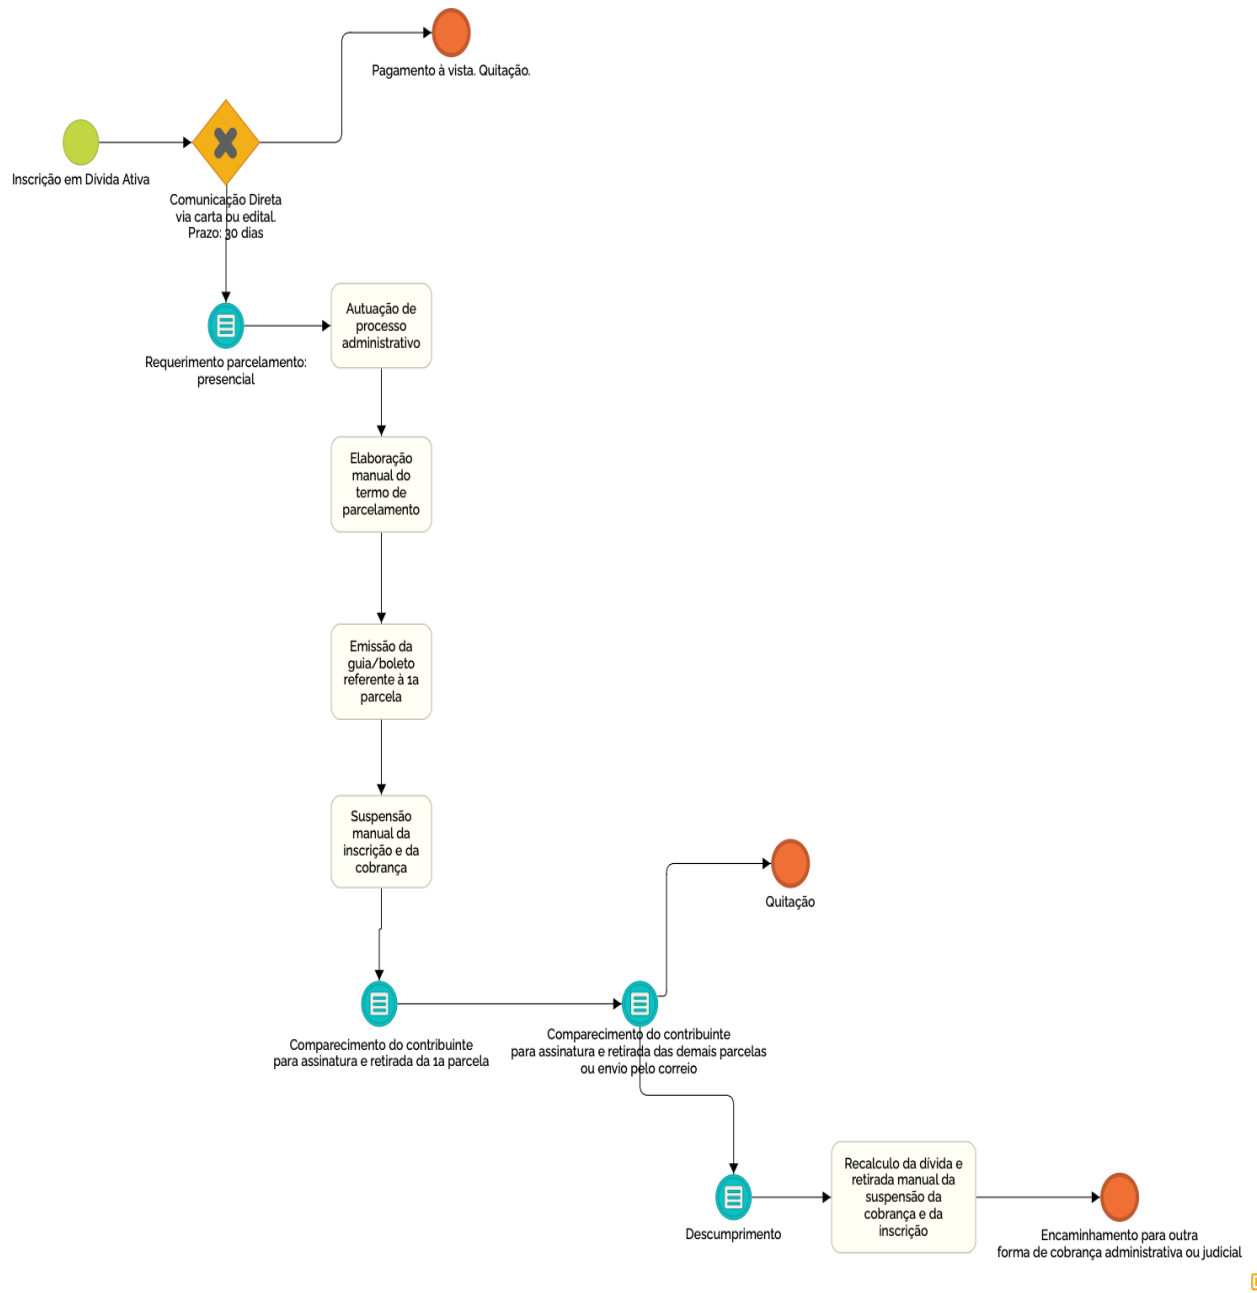 Pagamento à vista. Quitação.
Inscrição em Dívida Ativa
Comunicação Direta
via carta ou edital.
Prazo: 30 dias
Requerimento parcelamento:
presencial
Autuação de
processo
administrativo
Elaboração
manual do
termo de
parcelamento
Emissão da
guia/boleto
referente à 1a
parcela
Suspensão
manual da
inscrição e da
cobrança
Quitação
Comparecimento do contribuinte
para assinatura e retirada da 1a parcela
Comparecimento do contribuinte
para assinatura e retirada das demais parcelas
ou envio pelo correio
Descumprimento
Recalculo da dívida e
retirada manual da
suspensão da
cobrança e da
inscrição
Encaminhamento para outra
forma de cobrança administrativa ou judicial